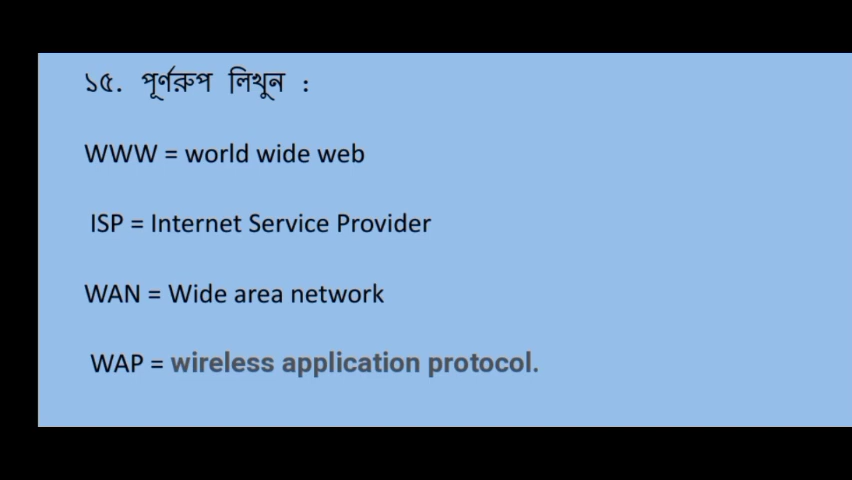 ১৫. পূর্ণরুপ লিখুন :
WWW = world wide web
ISP = Internet Service Provider
WAN = Wide area network
WAP = wireless application protocol.